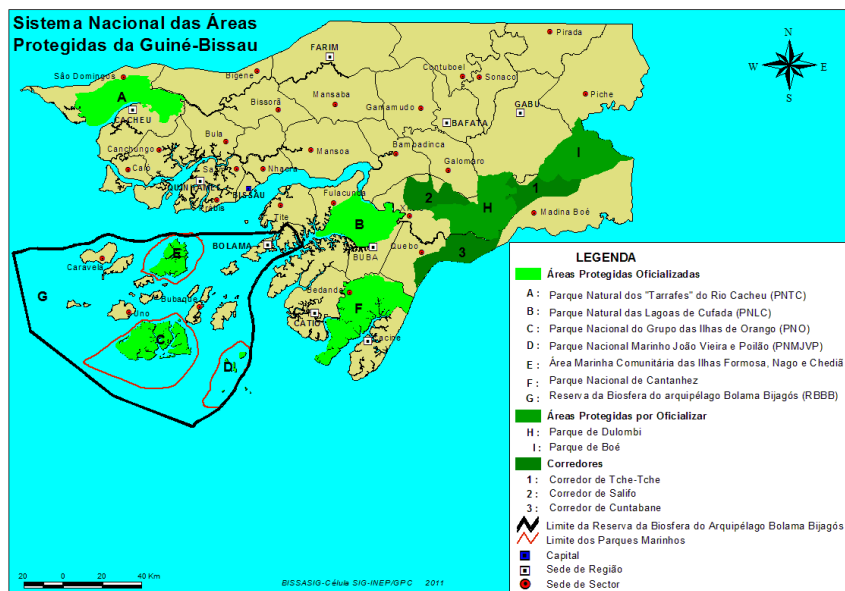 Sistema Nacional das Áreas
Protegidas da Guiné-Bissau
N
W
E
S
Pirada
FARIM
São Domingos
Bigene
Contuboel
Sonaco
Piche
A
CACHEU
Bissorã
Mansaba
Gamamudo
GABU
BAFATA
Bula
Canchungo
Mansoa
Bambadinca
I
Caió
Nhacra
Galomaro
BISSAU
Fulacunda
2
1
H
Tite
B
Madina Boé
BOLAMA
Quebo
BUBA
3
E
Caravela
G
Bubaque
Bedanda
Uno
F
CATIÓ
C
Cacine
D
LEGENDA
Áreas Protegidas Oficializadas
A : Parque Natural dos "Tarrafes" do Rio Cacheu (PNTC)
B : Parque Natural das Lagoas de Cufada (PNLC)
C : Parque Nacional do Grupo das Ilhas de Orango (PNO)
D : Parque Nacional Marinho João Vieira e Poilão (PNMJVP)
E : Área Marinha Comunitária das Ilhas Formosa, Nago e Chediã
F : Parque Nacional de Cantanhez
G : Reserva da Biosfera do arquipélago Bolama Bijagós (RBBB)
Áreas Protegidas por Oficializar
H : Parque de Dulombi
I : Parque de Boé
Corredores
1 : Corredor de Tche-Tche
2 : Corredor de Salifo
3 : Corredor de Cuntabane
Limite da Reserva da Biosfera do Arquipélago Bolama Bijagós
Limite dos Parques Marinhos
Capital
Sede de Região
Sede de Sector
20 0 20 40 Km
BISSASIG-Célula SIG-INEP/GPC 2011